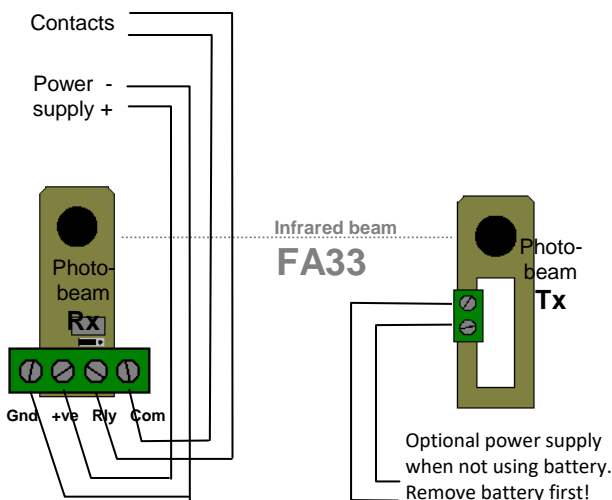 Contacts
Power -
supply +
Infrared beam
FA33
Photo-
beam
Rx
Photo-
beam
Tx
Gnd +ve Rly Com
Optional power supply
when not using battery.
Remove battery first!